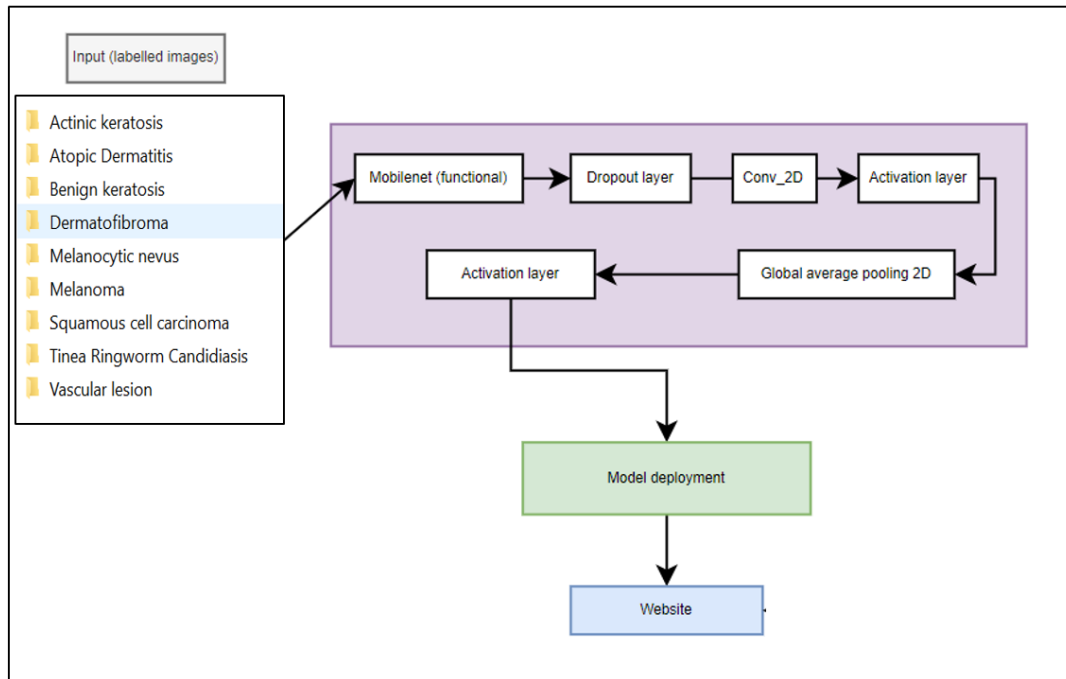 Input (labelled images)
Actinic keratosis
Atopic Dermatitis
Benign keratosis
Dermatofibroma
Melanocytic nevus
Melanoma
Squamous cell carcinoma
Tinea Ringworm Candidiasis
Vascular lesion
Mobilenet (functional)
Dropout layer
Conv_2D
Activation layer
Global average pooling 2D
Activation layer
Model deployment
Website